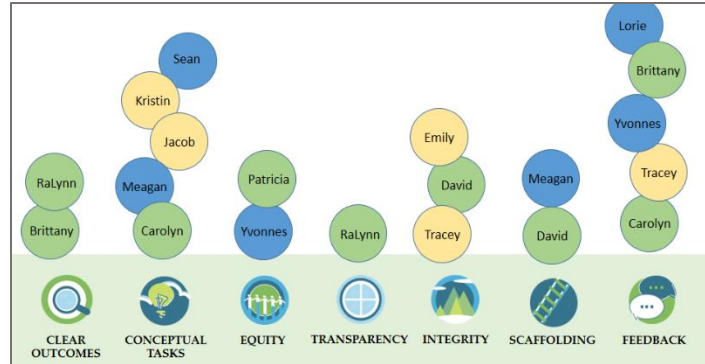 Lorie
Sean
Brittany
Kristin
Yvonnes
Jacob
Emily
Tracey
RaLynn
Meagan
Patricia
David
Meagan
Brittany
Carolyn
Yvonnes
RaLynn
Tracey
David
Carolyn
CLEAR
OUTCOMES
CONCEPTUAL
TASKS
EQUITY
TRANSPARENCY
INTEGRITY
SCAFFOLDING
FEEDBACK